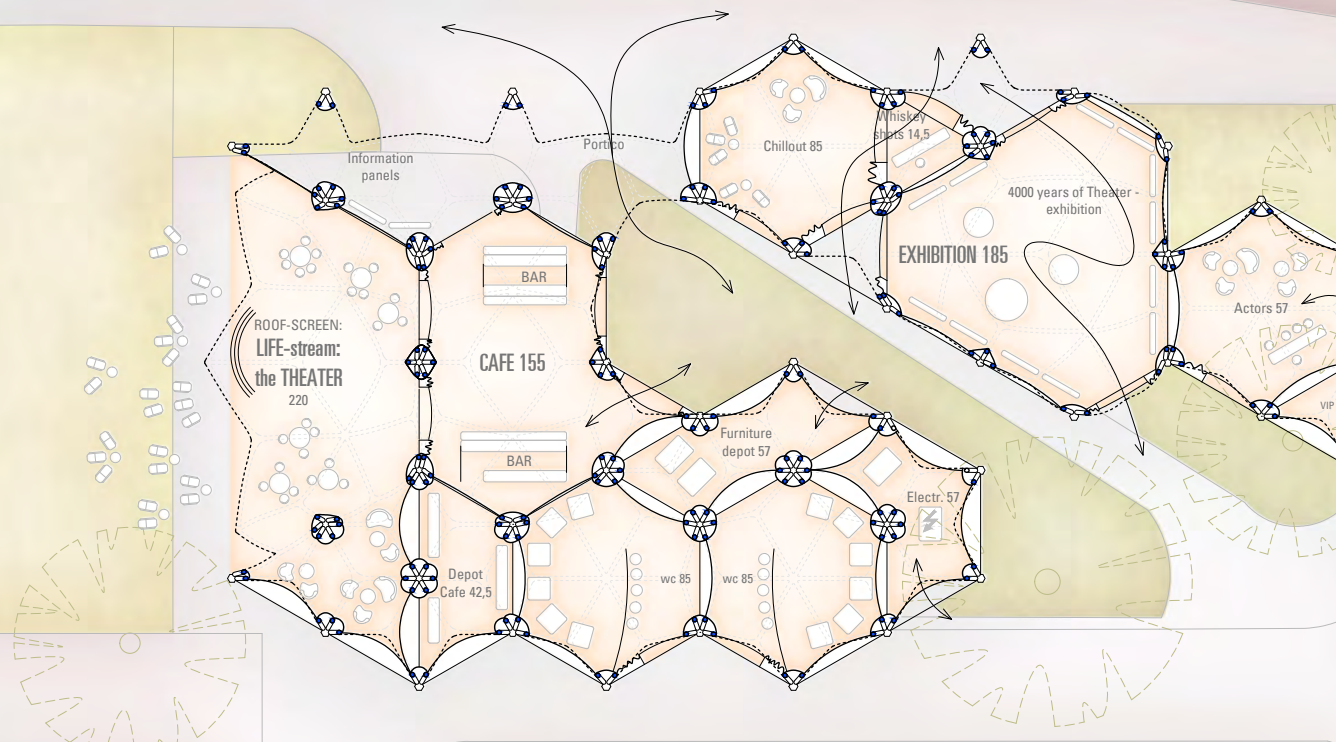 Information
panels
Portico
Chillout 85
Whiskey
shots 14,5
4000 years of Theater -
exhibition
EXHIBITION 185
Actors 57
VIP
BAR
ROOF-SCREEN:
LIFE-stream:
the THEATER
220
CAFE 155
BAR
Furniture
depot 57
Electr. 57
Depot
Cafe 42,5
wc 85
wc 85